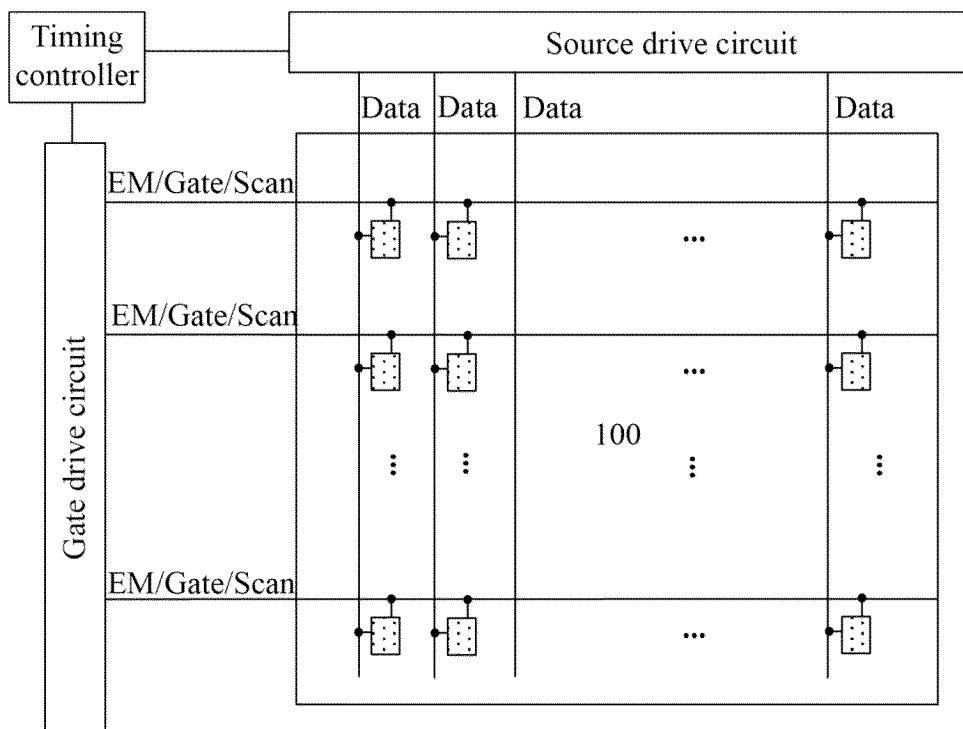 Timing
controller
Source drive circuit
Data Data Data Data
EM/Gate/Scan
EM/Gate/Scan
Gate drive circuit
100
EM/Gate/Scan